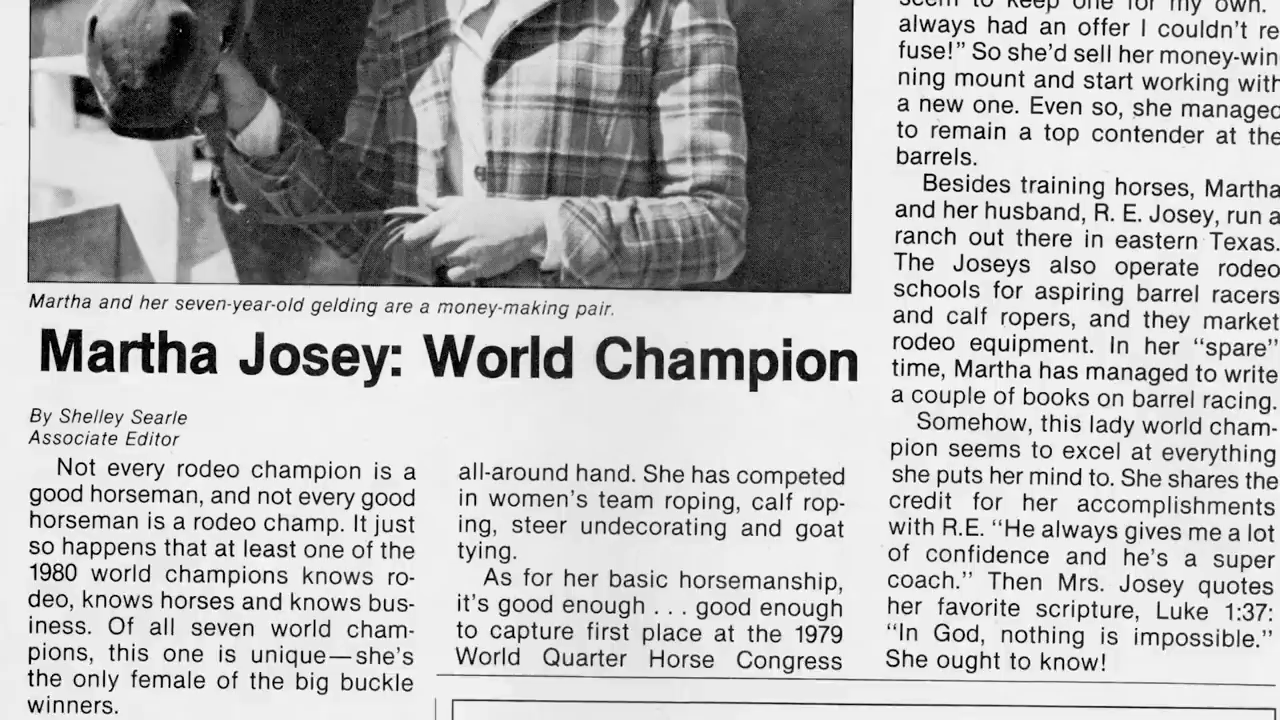 Martha and her seven-year-old gelding are a money-making pair.
Martha Josey: World Champion
By Shelley Searle
Associate Editor
Not every rodeo champion is a
good horseman, and not every good
horseman is a rodeo champ. It just
so happens that at least one of the
1980 world champions knows ro-
deo, knows horses and knows bus-
iness. Of all seven world cham-
pions, this one is unique—she's
the only female of the big buckle
winners.
all-around hand. She has competed
in women's team roping, calf rop-
ing, steer undecorating and goat
tying.
As for her basic horsemanship,
it's good enough . . . good enough
to capture first place at the 1979
World Quarter Horse Congress
seem to keep one for my own.
always had an offer I couldn't re
fuse!" So she'd sell her money-win
ning mount and start working with
a new one. Even so, she managed
to remain a top contender at the
barrels.
Besides training horses, Martha
and her husband, R. E. Josey, run a
ranch out there in eastern Texas.
The Joseys also operate rodeo
schools for aspiring barrel racers
and calf ropers, and they market
rodeo equipment. In her "spare"
time, Martha has managed to write
a couple of books on barrel racing.
Somehow, this lady world cham-
pion seems to excel at everything
she puts her mind to. She shares the
credit for her accomplishments
with R.E. "He always gives me a lot
of confidence and he's a super
coach." Then Mrs. Josey quotes
her favorite scripture, Luke 1:37:
"In God, nothing is impossible."
She ought to know!